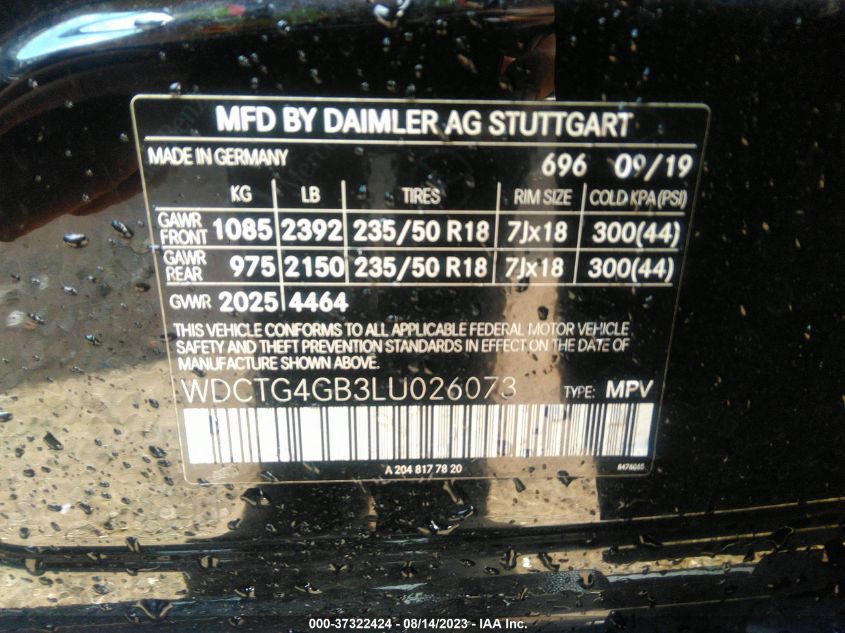 MFD BY DAIMLER AG STUTTGART
MADE IN GERMANY 696 09/19
KG LB TIRES RIM SIZE COLD KPA (PSI)
GAWR FRONT 1085 2392 235/50 R18 7Jx18 300(44)
GAWR REAR 975 2150 235/50 R18 7Jx18 300(44)
GVWR 2025 4464
THIS VEHICLE CONFORMS TO ALL APPLICABLE FEDERAL MOTOR VEHICLE
SAFETY AND THEFT PREVENTION STANDARDS IN EFFECT ON THE DATE OF
MANUFACTURE SHOWN ABOVE.
WDCTG4GB3LU026073 TYPE: MPV
A 204 817 78 20
000-37322424 - 08/14/2023 - IAA Inc.